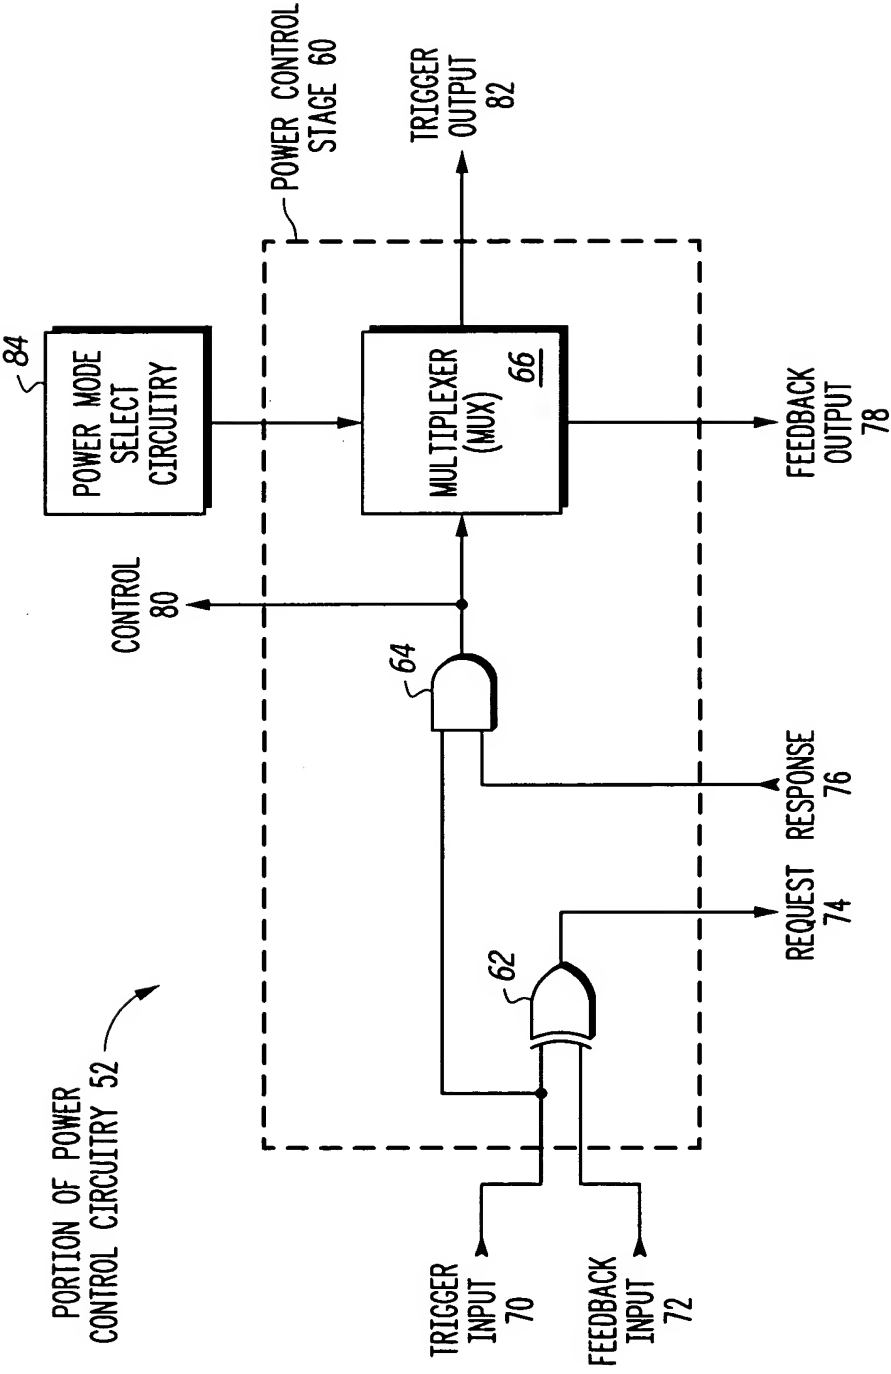 PORTION OF POWER
CONTROL CIRCUITRY 52
POWER CONTROL
STAGE 60
84
POWER MODE
SELECT
CIRCUITRY
CONTROL
80
TRIGGER
OUTPUT
82
MULTIPLEXER
(MUX)
66
64
62
TRIGGER
INPUT
70
FEEDBACK
INPUT
72
REQUEST
74
RESPONSE
76
FEEDBACK
OUTPUT
78